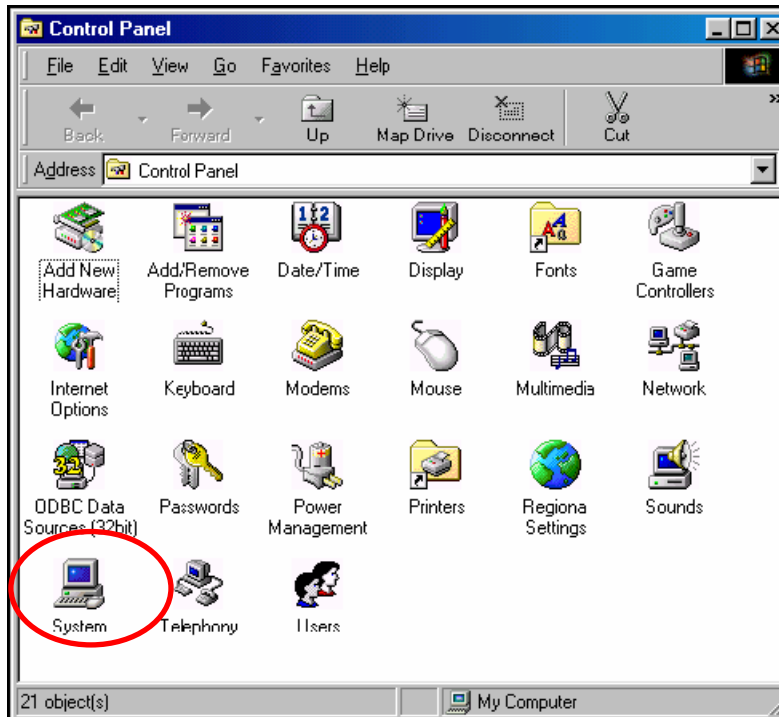 Control Panel
File Edit View Go Favorites Help
Back Forward Up Map Drive Disconnect Cut »
Address Control Panel
Add New Hardware
Add/Remove Programs
Date/Time
Display
Fonts
Game Controllers
Internet Options
Keyboard
Modems
Mouse
Multimedia
Network
ODBC Data Sources (32bit)
Passwords
Power Management
Printers
Regiona Settings
Sounds
System
Telephony
Users
21 object(s)
My Computer